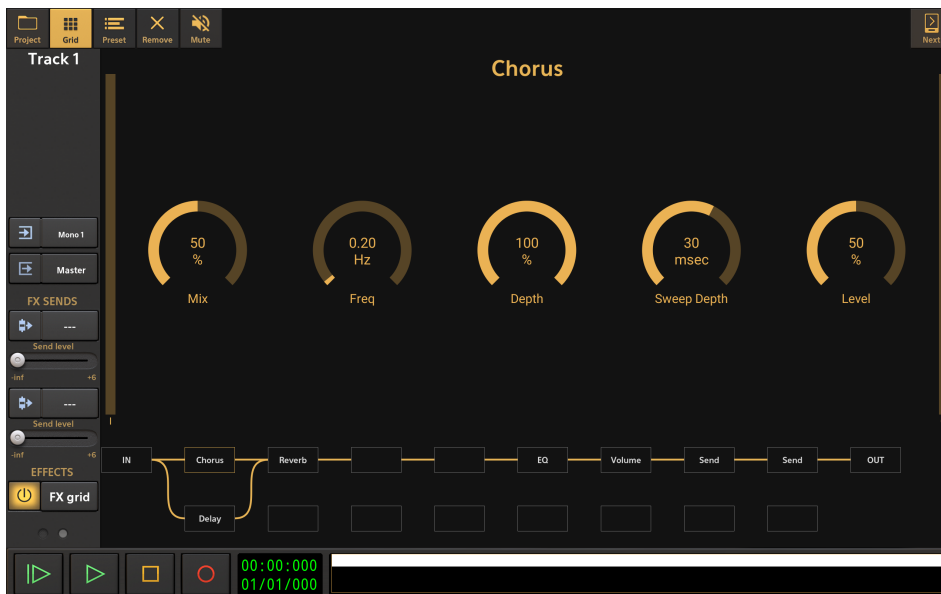 Project
Grid
Preset
Remove
Mute
Next
Track 1
Chorus
50
%
Mix
0.20
Hz
Freq
100
%
Depth
30
msec
Sweep Depth
50
%
Level
Mono 1
Master
FX SENDS
---
Send level
-inf +6
---
Send level
-inf +6
EFFECTS
FX grid
IN
Chorus
Reverb
EQ
Volume
Send
Send
OUT
Delay
00:00:000
01/01/000